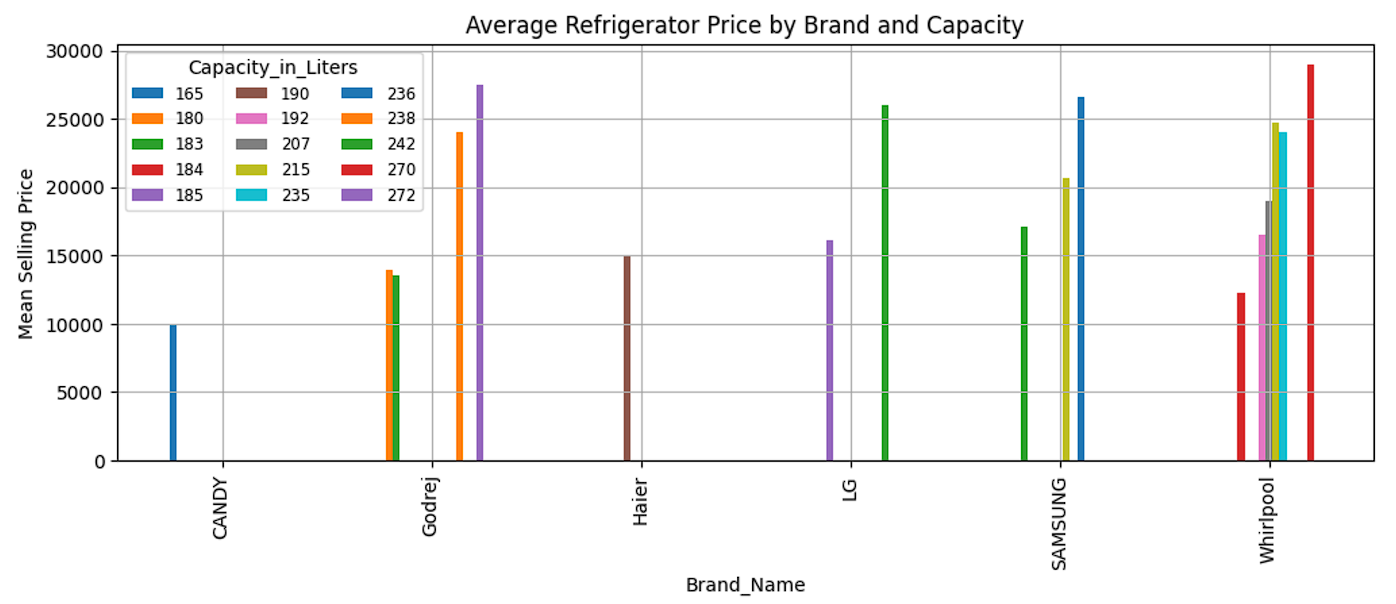 Average Refrigerator Price by Brand and Capacity
30000
25000
20000
15000
10000
5000
0
Mean Selling Price
Capacity_in_Liters
165 190 236
180 192 238
183 207 242
184 215 270
185 235 272
CANDY
Godrej
Haier
LG
SAMSUNG
Whirlpool
Brand_Name